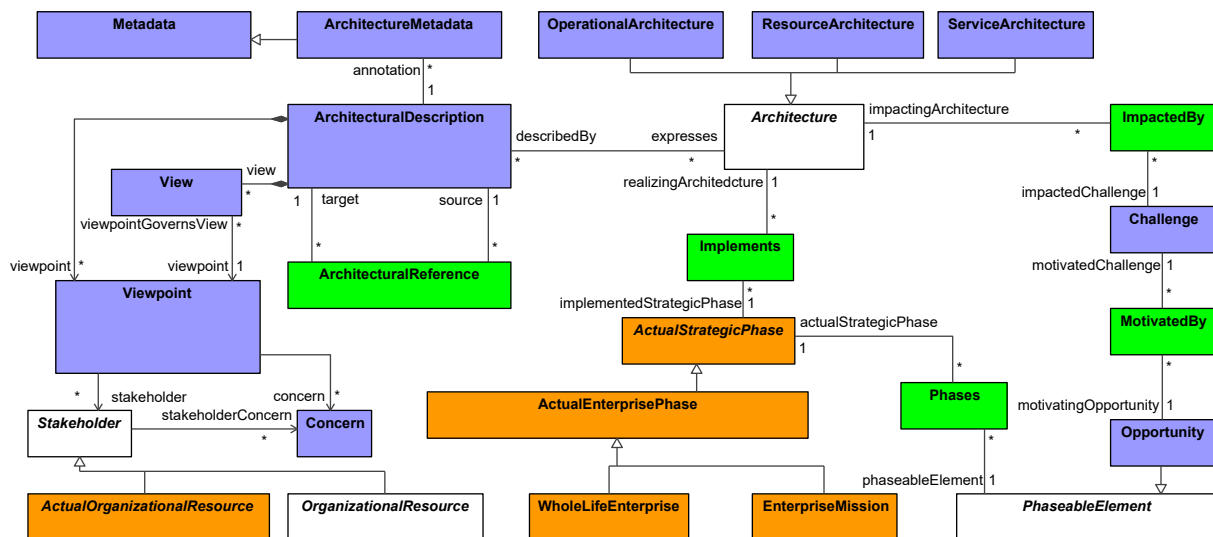 Metadata
ArchitectureMetadata
OperationalArchitecture
ResourceArchitecture
ServiceArchitecture
annotation *
1
ArchitecturalDescription
describedBy
*
expresses
*
Architecture
impactingArchitecture
1
*
ImpactedBy
*
impactedChallenge 1
View
view
*
viewpointGovernsView *
1
target
source
1
realizingArchitedcture 1
*
Challenge
motivatedChallenge 1
*
viewpoint *
viewpoint 1
*
*
ArchitecturalReference
Implements
*
implementedStrategicPhase 1
Viewpoint
ActualStrategicPhase
actualStrategicPhase
1
*
MotivatedBy
*
motivatingOpportunity 1
*
stakeholder
concern *
stakeholderConcern
*
Stakeholder
Concern
ActualEnterprisePhase
Phases
*
Opportunity
phaseableElement 1
ActualOrganizationalResource
OrganizationalResource
WholeLifeEnterprise
EnterpriseMission
PhaseableElement